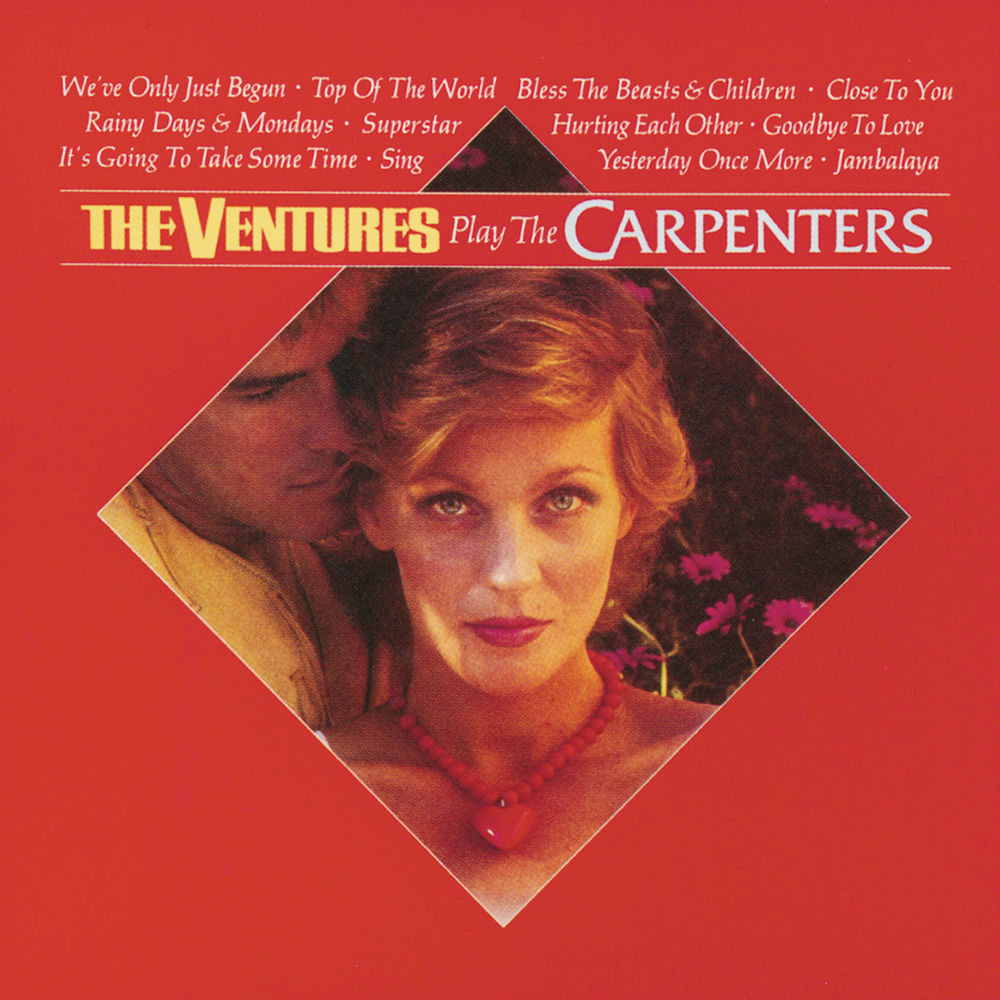 We've Only Just Begun · Top Of The World Bless The Beasts & Children · Close To You
Rainy Days & Mondays · Superstar Hurting Each Other · Goodbye To Love
It's Going To Take Some Time · Sing Yesterday Once More · Jambalaya
THE VENTURES Play The CARPENTERS